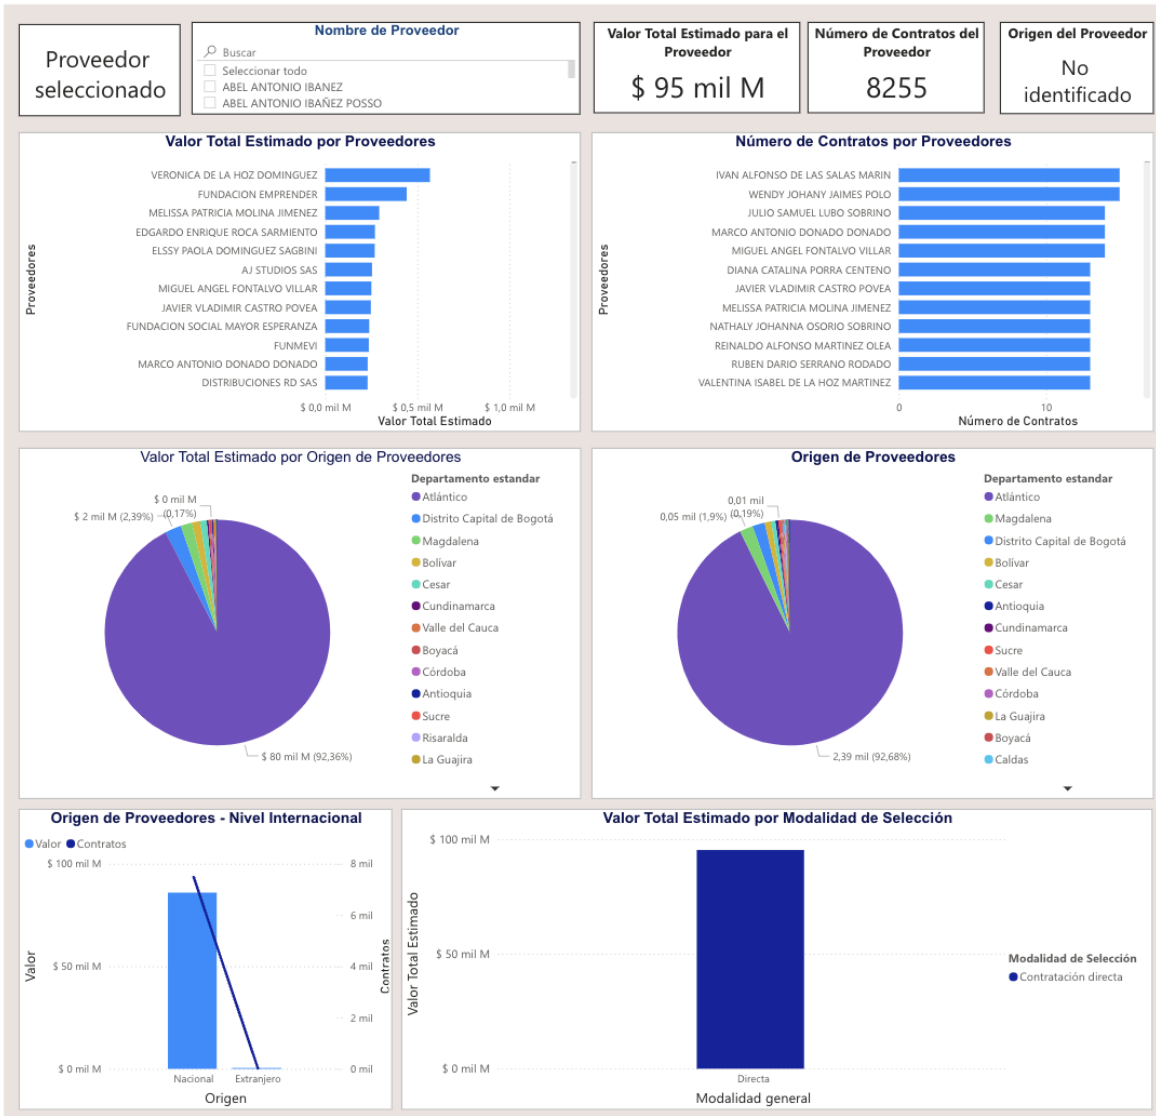 Proveedor
seleccionado
Nombre de Proveedor
Buscar
Seleccionar todo
ABEL ANTONIO IBANEZ
ABEL ANTONIO IBAÑEZ POSSO
Valor Total Estimado para el
Proveedor
$ 95 mil M
Número de Contratos del
Proveedor
8255
Origen del Proveedor
No
identificado
Valor Total Estimado por Proveedores
Proveedores
VERONICA DE LA HOZ DOMINGUEZ
FUNDACION EMPRENDER
MELISSA PATRICIA MOLINA JIMENEZ
EDGARDO ENRIQUE ROCA SARMIENTO
ELSSY PAOLA DOMINGUEZ SAGBINI
AJ STUDIOS SAS
MIGUEL ANGEL FONTALVO VILLAR
JAVIER VLADIMIR CASTRO POVEA
FUNDACION SOCIAL MAYOR ESPERANZA
FUNMEVI
MARCO ANTONIO DONADO DONADO
DISTRIBUCIONES RD SAS
$ 0,0 mil M $ 0,5 mil M $ 1,0 mil M
Valor Total Estimado
Número de Contratos por Proveedores
Proveedores
IVAN ALFONSO DE LAS SALAS MARIN
WENDY JOHANY JAIMES POLO
JULIO SAMUEL LUBO SOBRINO
MARCO ANTONIO DONADO DONADO
MIGUEL ANGEL FONTALVO VILLAR
DIANA CATALINA PORRA CENTENO
JAVIER VLADIMIR CASTRO POVEA
MELISSA PATRICIA MOLINA JIMENEZ
NATHALY JOHANNA OSORIO SOBRINO
REINALDO ALFONSO MARTINEZ OLEA
RUBEN DARIO SERRANO RODADO
VALENTINA ISABEL DE LA HOZ MARTINEZ
0 10
Número de Contratos
Valor Total Estimado por Origen de Proveedores
$ 0 mil M
(0,17%)
$ 2 mil M (2,39%)
$ 80 mil M (92,36%)
Departamento estandar
Atlántico
Distrito Capital de Bogotá
Magdalena
Bolívar
Cesar
Cundinamarca
Valle del Cauca
Boyacá
Córdoba
Antioquia
Sucre
Risaralda
La Guajira
Origen de Proveedores
0,01 mil
(0,19%)
0,05 mil (1,9%)
2,39 mil (92,68%)
Departamento estandar
Atlántico
Magdalena
Distrito Capital de Bogotá
Bolívar
Cesar
Antioquia
Cundinamarca
Sucre
Valle del Cauca
Córdoba
La Guajira
Boyacá
Caldas
Origen de Proveedores - Nivel Internacional
Valor Contratos
$ 100 mil M
$ 50 mil M
$ 0 mil M
Valor
8 mil
6 mil
4 mil
2 mil
0 mil
Contratos
Nacional Extranjero
Origen
Valor Total Estimado por Modalidad de Selección
Valor Total Estimado
$ 100 mil M
$ 50 mil M
$ 0 mil M
Directa
Modalidad general
Modalidad de Selección
Contratación directa